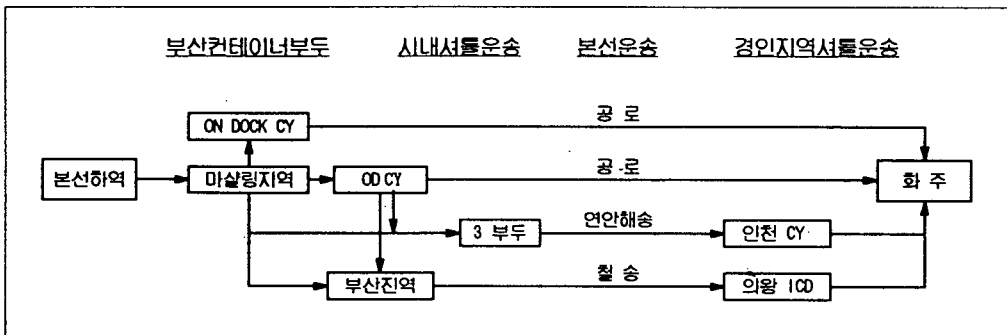 부산컨테이너부두 시내셔틀운송 본선운송 경인지역셔틀운송
공 로
ON DOCK CY
공 로
본선하역 마샬링지역 ODCY 화 주
연안해송
3 부두 인천 CY
철 송
부산진역 의왕 ICD